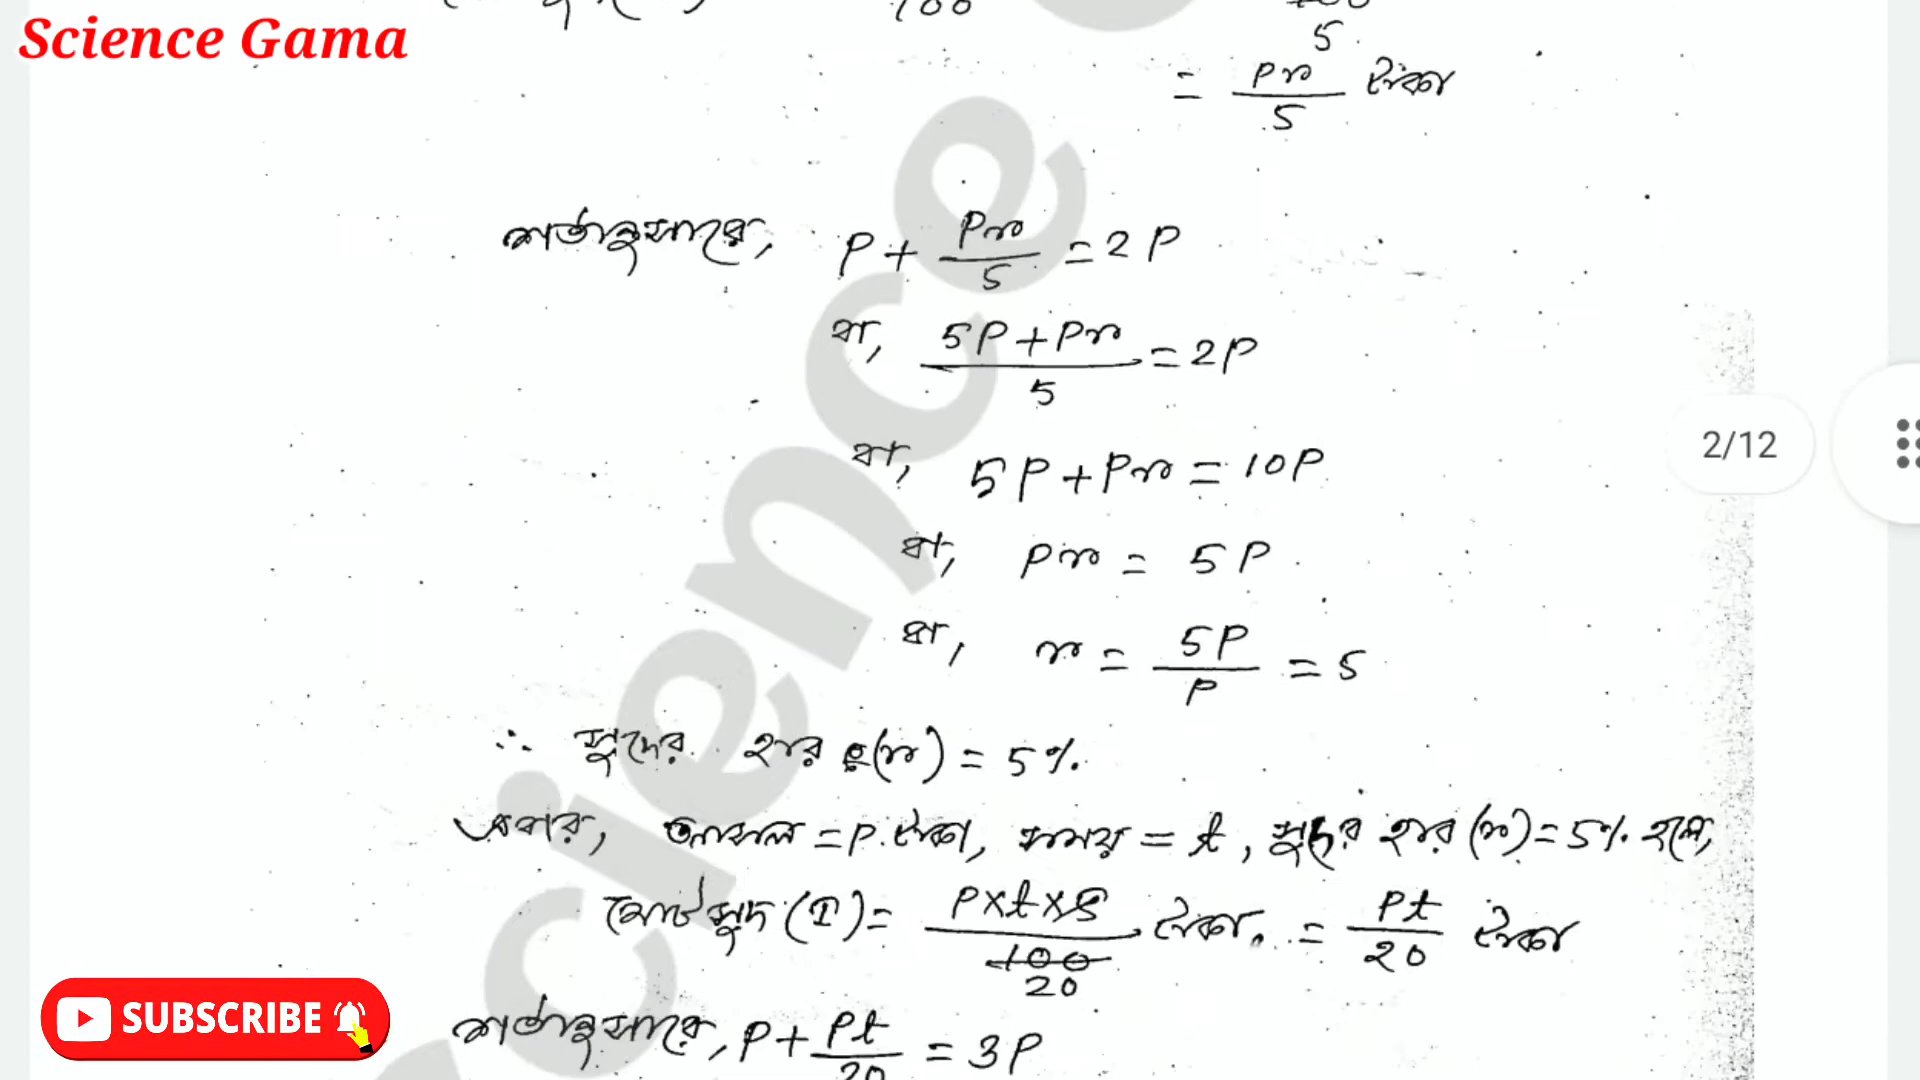 Science Gama
100
5
= pr/5 টাকা
শর্তানুসারে, P + Pr/5 = 2P
বা, (5P+Pr)/5 = 2P
বা, 5P + Pr = 10P
বা, Pr = 5P
বা, r = 5P/P = 5
∴ সুদের হার (r) = 5%.
এবার, আসল = P টাকা, সময় = t, সুদের হার (r) = 5% হলে,
মোট সুদ (I) = P×t×5/100 টাকা. = Pt/20 টাকা
20
শর্তানুসারে, P + Pt/20 = 3P
2/12
SUBSCRIBE
science